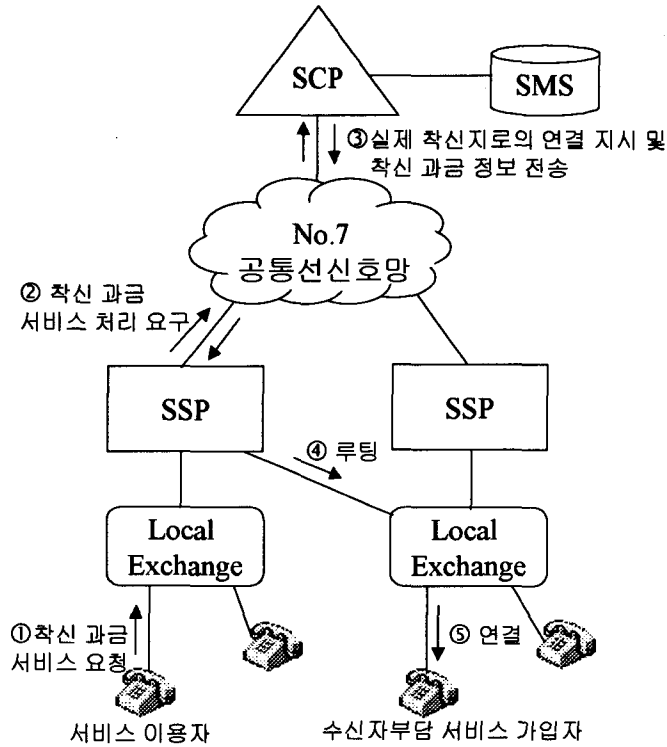 SCP
SMS
③실제 착신지로의 연결 지시 및
착신 과금 정보 전송
No.7
공통선신호망
② 착신 과금
서비스 처리 요구
SSP
SSP
④ 루팅
Local
Exchange
Local
Exchange
①착신 과금
서비스 요청
⑤ 연결
서비스 이용자
수신자부담 서비스 가입자